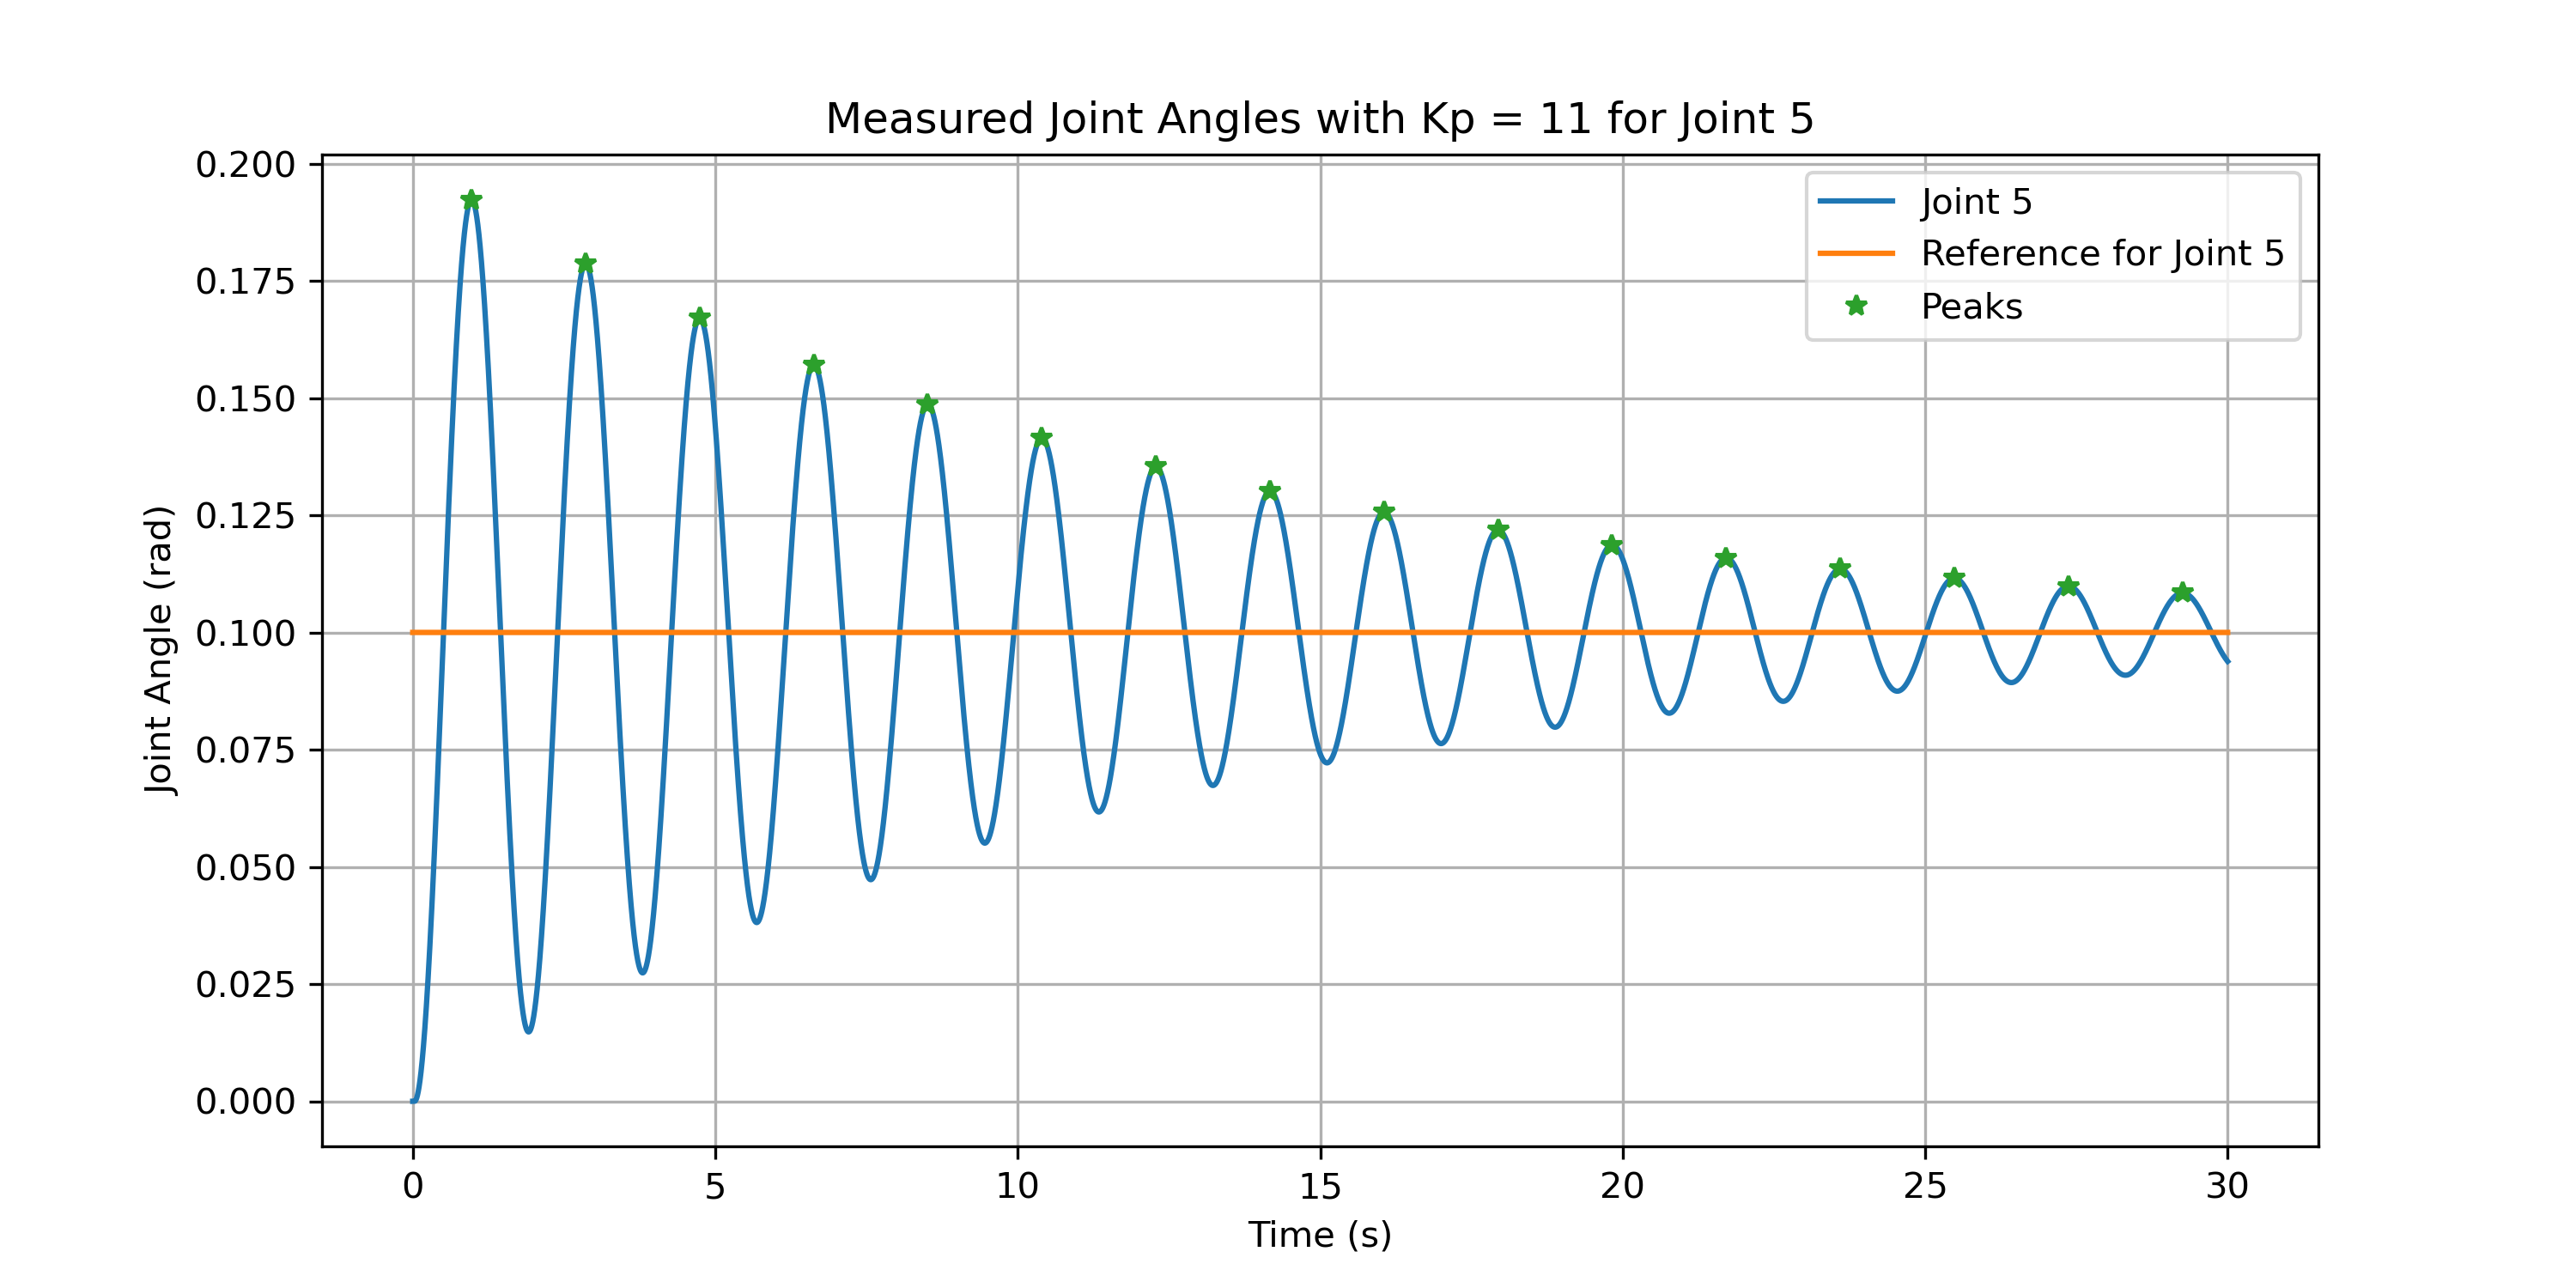 Measured Joint Angles with Kp = 11 for Joint 5
Joint Angle (rad)
0.200
0.175
0.150
0.125
0.100
0.075
0.050
0.025
0.000
Joint 5
Reference for Joint 5
Peaks
0 5 10 15 20 25 30
Time (s)